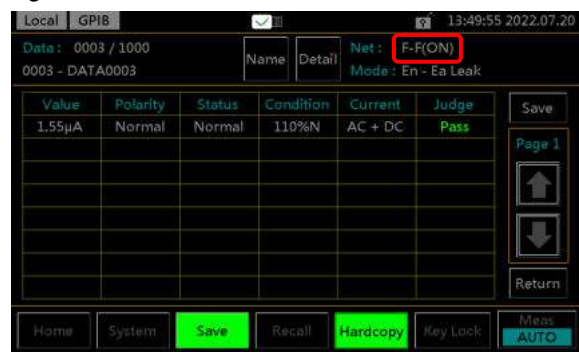 Local GPIB 13:49:55 2022.07.20
Data : 0003 / 1000 Name Detail Net : F-F(ON)
0003 - DATA0003 Mode : En - Ea Leak
Value Polarity Status Condition Current Judge Save
1.55µA Normal Normal 110%N AC + DC Pass
Page 1
Return
Home System Save Recall Hardcopy Key Lock Meas
AUTO